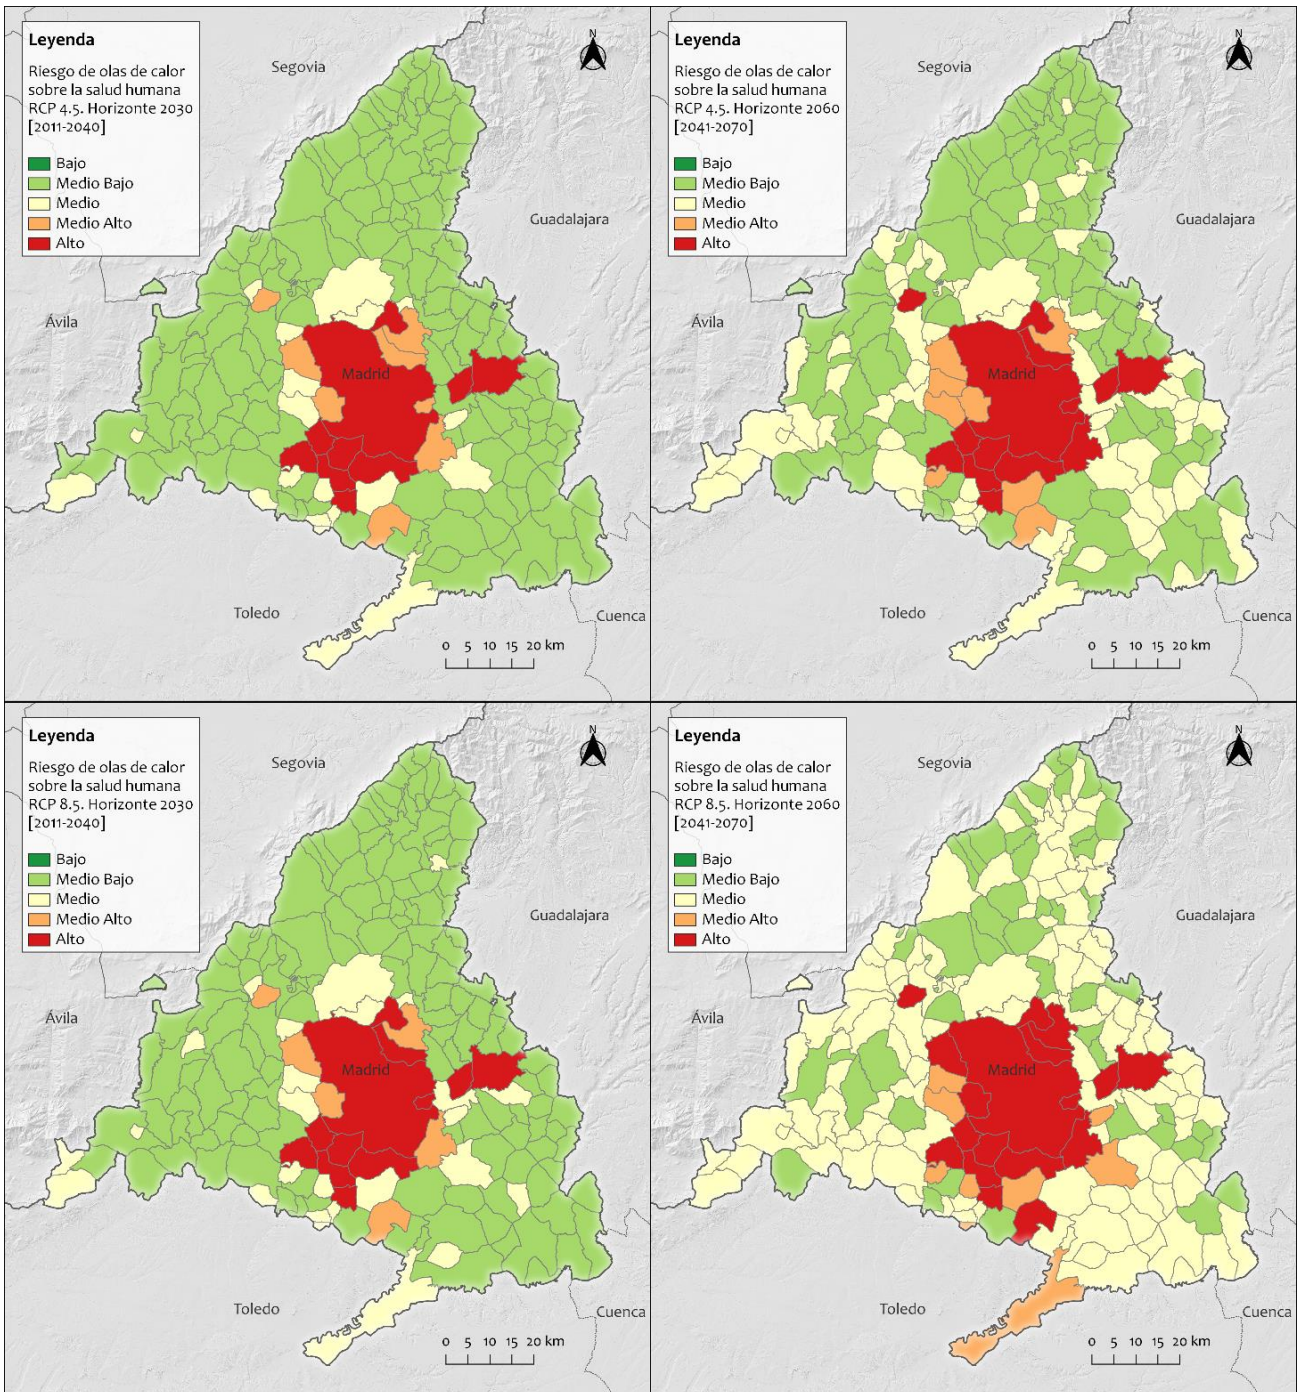 Leyenda
Riesgo de olas de calor
sobre la salud humana
RCP 4.5. Horizonte 2030
[2011-2040]
Bajo
Medio Bajo
Medio
Medio Alto
Alto
Segovia
N
Guadalajara
Ávila
Madrid
Toledo
Cuenca
0 5 10 15 20 km
Leyenda
Riesgo de olas de calor
sobre la salud humana
RCP 4.5. Horizonte 2060
[2041-2070]
Bajo
Medio Bajo
Medio
Medio Alto
Alto
Segovia
N
Guadalajara
Ávila
Madrid
Toledo
Cuenca
0 5 10 15 20 km
Leyenda
Riesgo de olas de calor
sobre la salud humana
RCP 8.5. Horizonte 2030
[2011-2040]
Bajo
Medio Bajo
Medio
Medio Alto
Alto
Segovia
N
Guadalajara
Ávila
Madrid
Toledo
Cuenca
0 5 10 15 20 km
Leyenda
Riesgo de olas de calor
sobre la salud humana
RCP 8.5. Horizonte 2060
[2041-2070]
Bajo
Medio Bajo
Medio
Medio Alto
Alto
Segovia
N
Guadalajara
Ávila
Madrid
Toledo
Cuenca
0 5 10 15 20 km